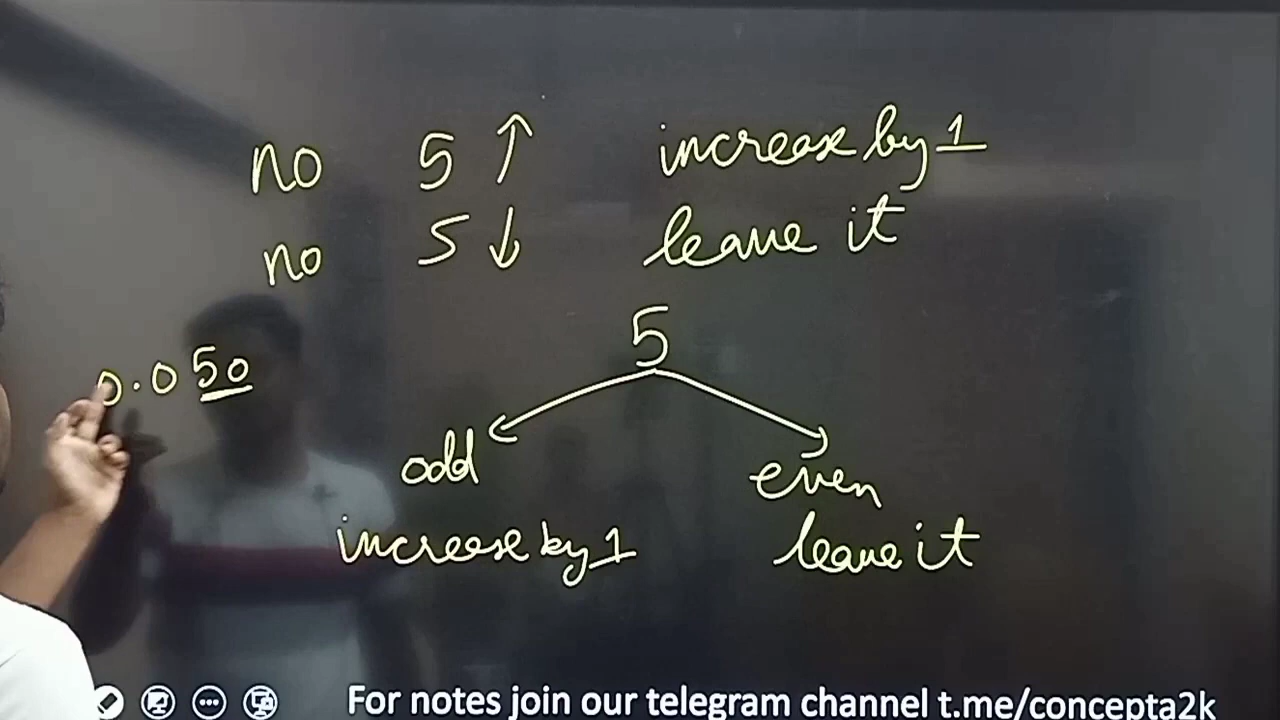 no 5 ↑ increase by 1
no 5 ↓ leave it
5
0.050
odd even
increase by 1 leave it
For notes join our telegram channel t.me/concepta2k